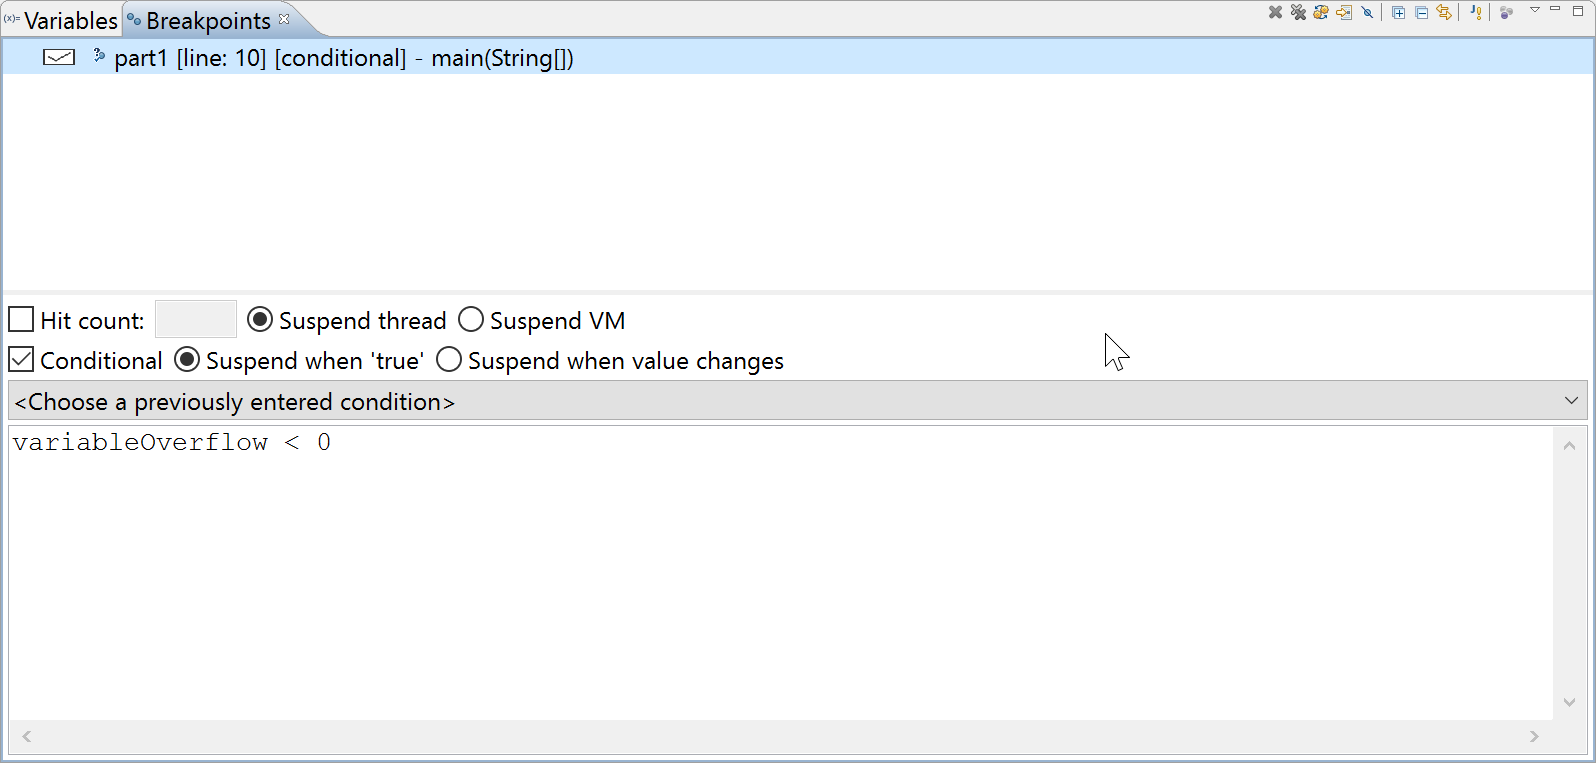 (x)= Variables Breakpoints
part1 [line: 10] [conditional] - main(String[])
Hit count: Suspend thread Suspend VM
Conditional Suspend when 'true' Suspend when value changes
<Choose a previously entered condition>
variableOverflow < 0